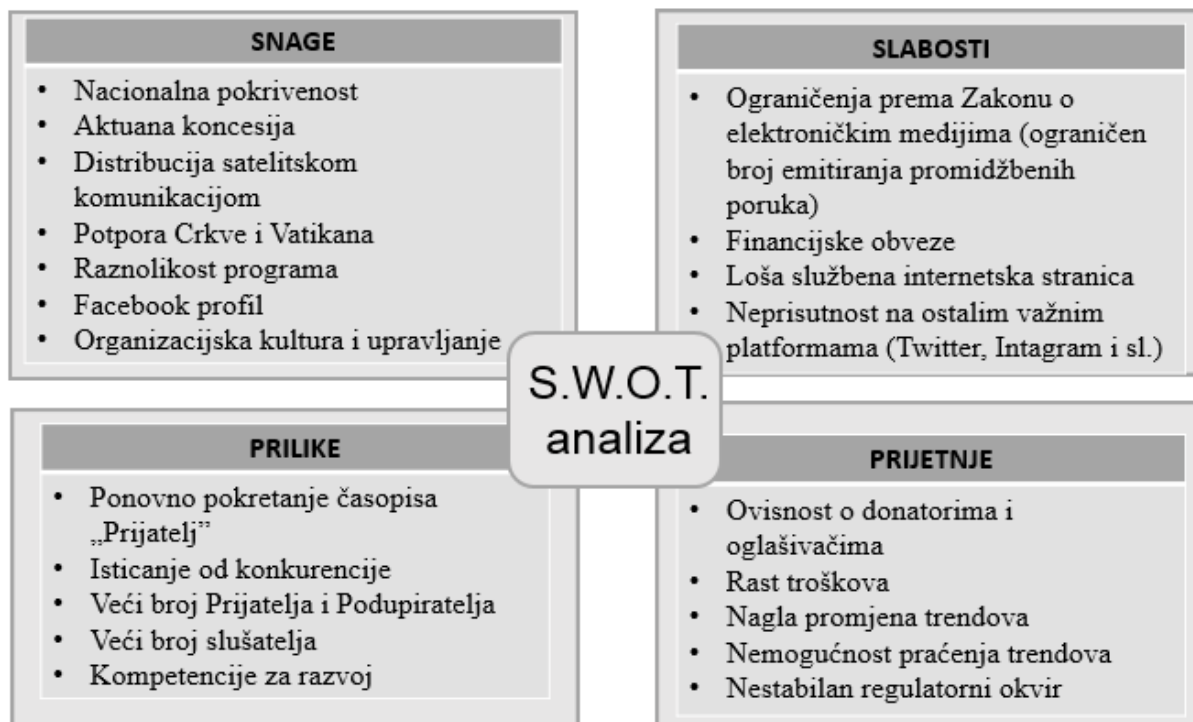 SNAGE
• Nacionalna pokrivenost
• Aktuana koncesija
• Distribucija satelitskom
komunikacijom
• Potpora Crkve i Vatikana
• Raznolikost programa
• Facebook profil
• Organizacijska kultura i upravljanje
SLABOSTI
• Ograničenja prema Zakonu o
elektroničkim medijima (ograničen
broj emitiranja promidžbenih
poruka)
• Financijske obveze
• Loša službena internetska stranica
• Neprisutnost na ostalim važnim
platformama (Twitter, Intagram i sl.)
S.W.O.T.
analiza
PRILIKE
• Ponovno pokretanje časopisa
„Prijatelj”
• Isticanje od konkurencije
• Veći broj Prijatelja i Podupiratelja
• Veći broj slušatelja
• Kompetencije za razvoj
PRIJETNJE
• Ovisnost o donatorima i
oglašivačima
• Rast troškova
• Nagla promjena trendova
• Nemogućnost praćenja trendova
• Nestabilan regulatorni okvir